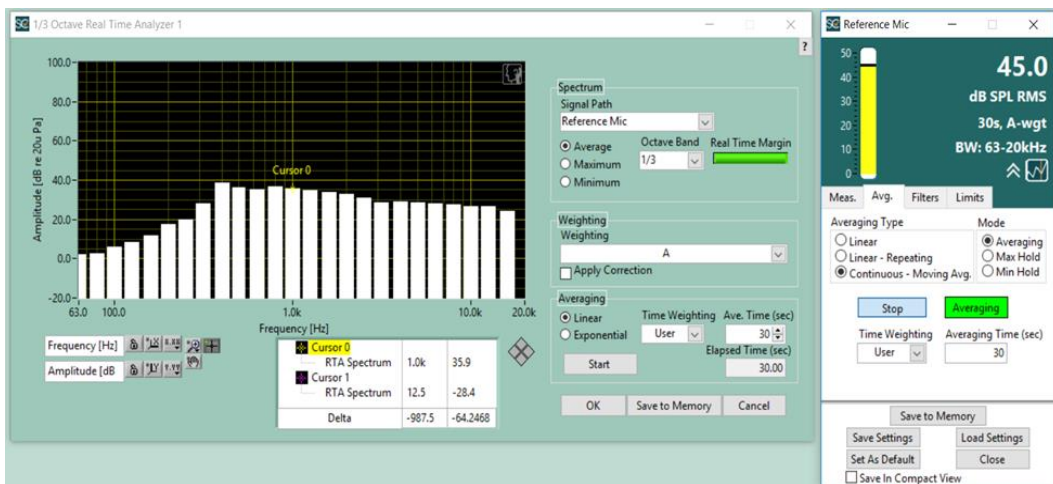 SC 1/3 Octave Real Time Analyzer 1
?
100.0
80.0
60.0
40.0
20.0
0.0
-20.0
Amplitude [dB re 20u Pa]
Cursor 0
63.0 100.0 1.0k 10.0k 20.0k
Frequency [Hz]
Frequency [Hz]
Amplitude [dB
Cursor 0
RTA Spectrum 1.0k 35.9
Cursor 1
RTA Spectrum 12.5 -28.4
Delta -987.5 -64.2468
Spectrum
Signal Path
Reference Mic
Average
Maximum
Minimum
Octave Band
1/3
Real Time Margin
Weighting
Weighting
A
Apply Correction
Averaging
Linear
Exponential
Time Weighting
User
Ave. Time (sec)
30
Elapsed Time (sec)
30.00
Start
OK Save to Memory Cancel
SC Reference Mic
50
40
30
20
10
0
45.0
dB SPL RMS
30s, A-wgt
BW: 63-20kHz
Meas. Avg. Filters Limits
Averaging Type
Linear
Linear - Repeating
Continuous - Moving Avg.
Mode
Averaging
Max Hold
Min Hold
Stop Averaging
Time Weighting Averaging Time (sec)
User 30
Save to Memory
Save Settings Load Settings
Set As Default Close
Save In Compact View